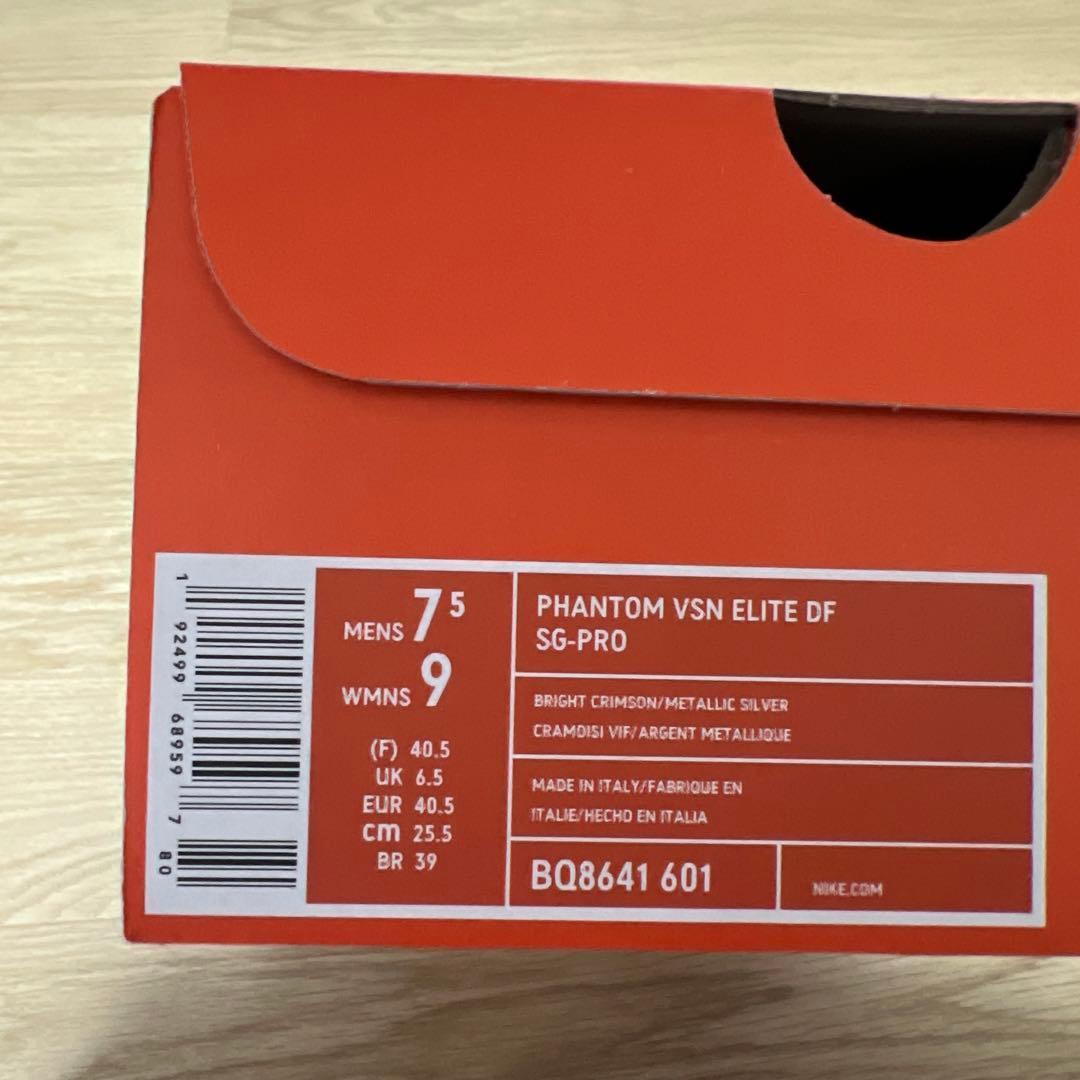 1 92499 68959 7 80
MENS 7 5
WMNS 9
(F) 40.5
UK 6.5
EUR 40.5
cm 25.5
BR 39
PHANTOM VSN ELITE DF
SG-PRO
BRIGHT CRIMSON/METALLIC SILVER
CRAMOISI VIF/ARGENT METALLIQUE
MADE IN ITALY/FABRIQUE EN
ITALIE/HECHO EN ITALIA
BQ8641 601
NIKE.COM